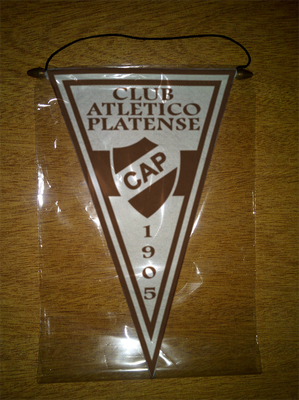 CLUB
ATLETICO
PLATENSE
CAP
1
9
0
5